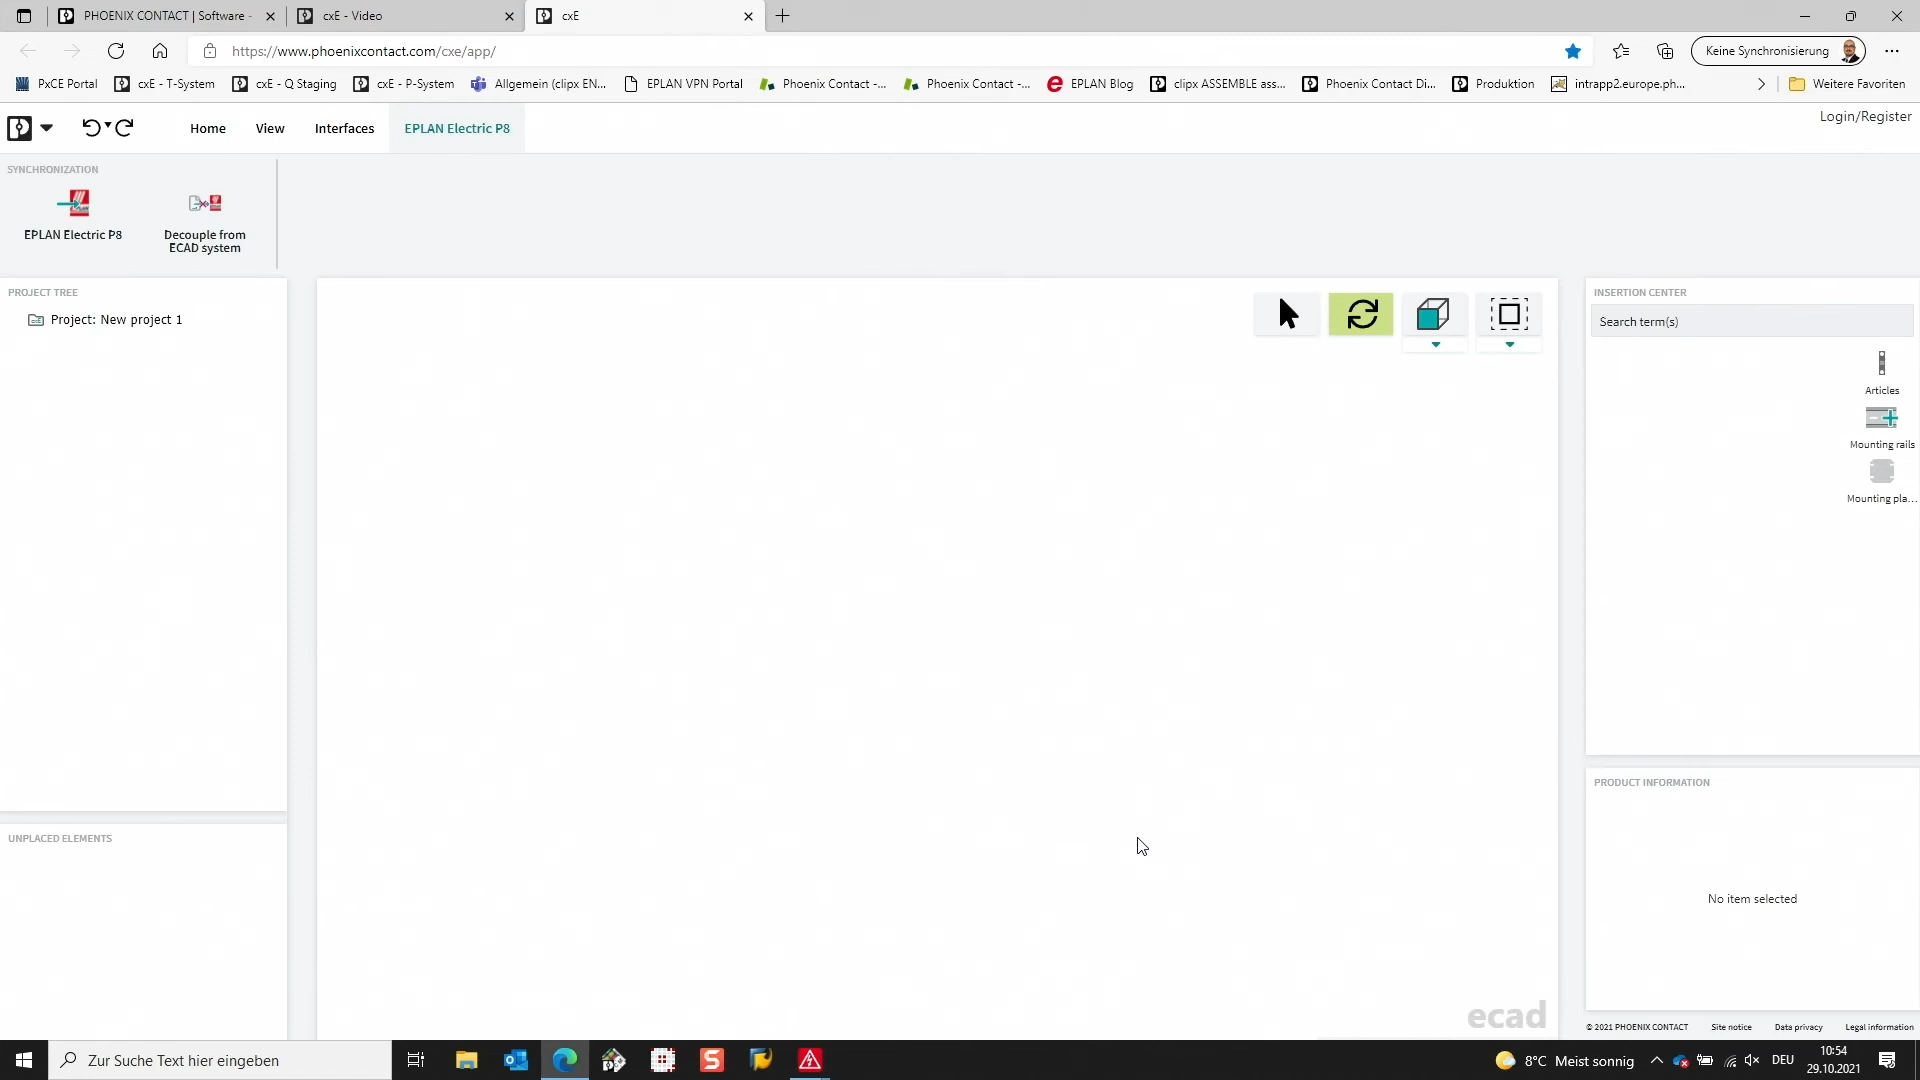 PHOENIX CONTACT | Software -
cxE - Video
cxE
https://www.phoenixcontact.com/cxe/app/
Keine Synchronisierung
PxCE Portal
cxE - T-System
cxE - Q Staging
cxE - P-System
Allgemein (clipx EN...
EPLAN VPN Portal
Phoenix Contact -...
Phoenix Contact -...
EPLAN Blog
clipx ASSEMBLE ass...
Phoenix Contact Di...
Produktion
intrapp2.europe.ph...
Weitere Favoriten
Home
View
Interfaces
EPLAN Electric P8
Login/Register
SYNCHRONIZATION
EPLAN Electric P8
Decouple from
ECAD system
PROJECT TREE
Project: New project 1
UNPLACED ELEMENTS
ecad
INSERTION CENTER
Search term(s)
Articles
Mounting rails
Mounting pla...
PRODUCT INFORMATION
No item selected
© 2021 PHOENIX CONTACT
Site notice
Data privacy
Legal information
Zur Suche Text hier eingeben
8°C Meist sonnig
DEU
10:54
29.10.2021